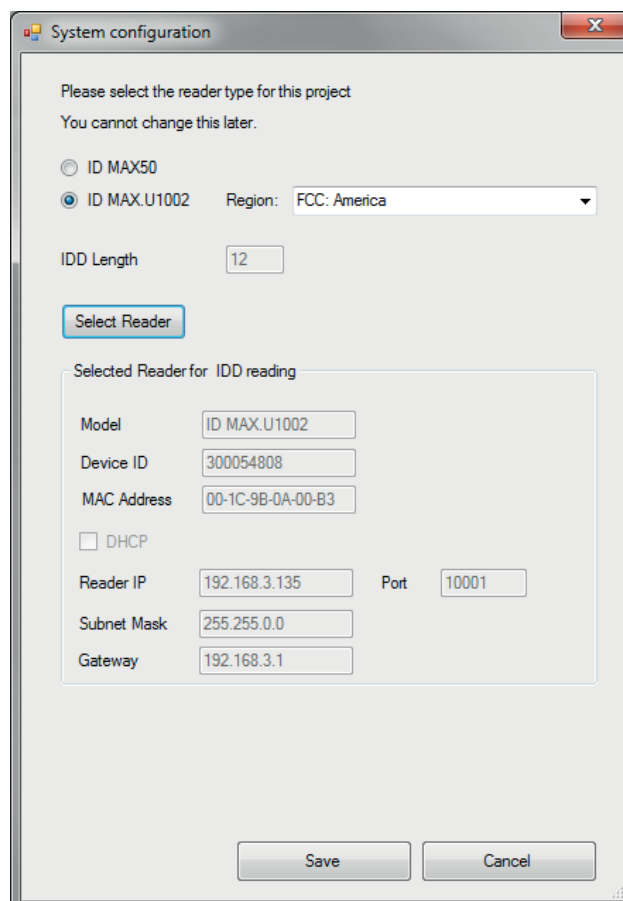 System configuration
Please select the reader type for this project
You cannot change this later.
ID MAX50
ID MAX.U1002 Region: FCC: America
IDD Length 12
Select Reader
Selected Reader for IDD reading
Model ID MAX.U1002
Device ID 300054808
MAC Address 00-1C-9B-0A-00-B3
DHCP
Reader IP 192.168.3.135 Port 10001
Subnet Mask 255.255.0.0
Gateway 192.168.3.1
Save Cancel